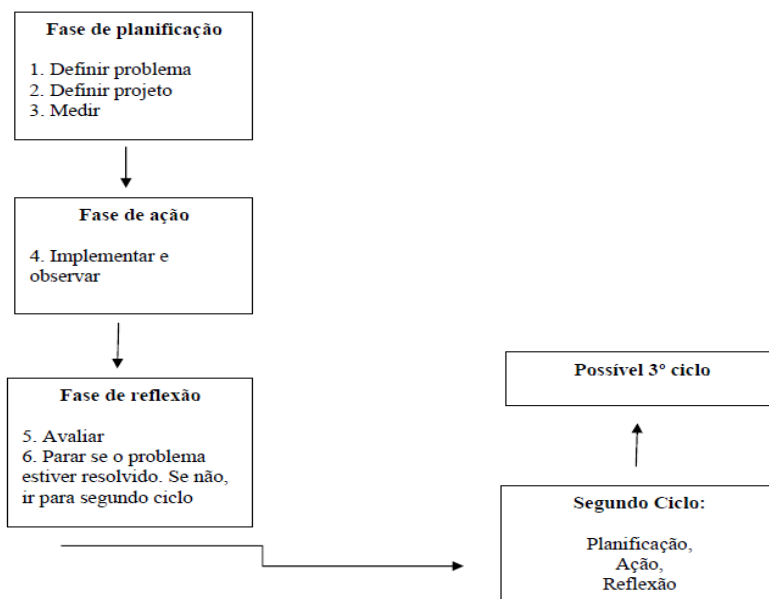 Fase de planificação
1. Definir problema
2. Definir projeto
3. Medir
Fase de ação
4. Implementar e
observar
Fase de reflexão
5. Avaliar
6. Parar se o problema
estiver resolvido. Se não,
ir para segundo ciclo
Possível 3º ciclo
Segundo Ciclo:
Planificação,
Ação,
Reflexão